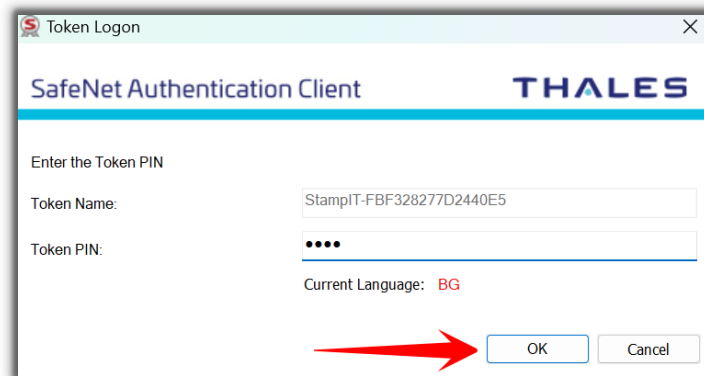 Token Logon
SafeNet Authentication Client THALES
Enter the Token PIN
Token Name: StampIT-FBF328277D2440E5
Token PIN: ••••
Current Language: BG
OK Cancel